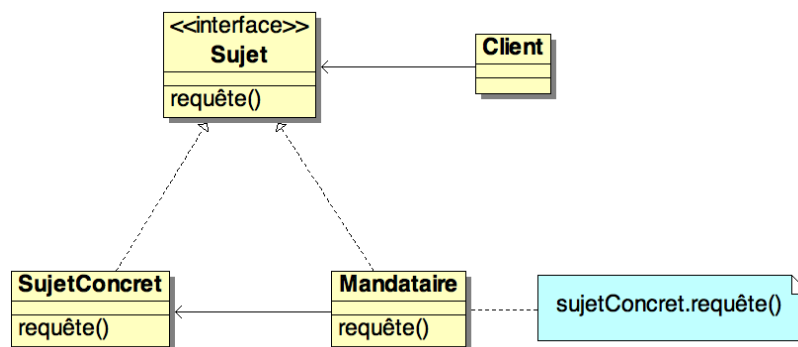 <<interface>>
Sujet
requête()
Client
SujetConcret
requête()
Mandataire
requête()
sujetConcret.requête()